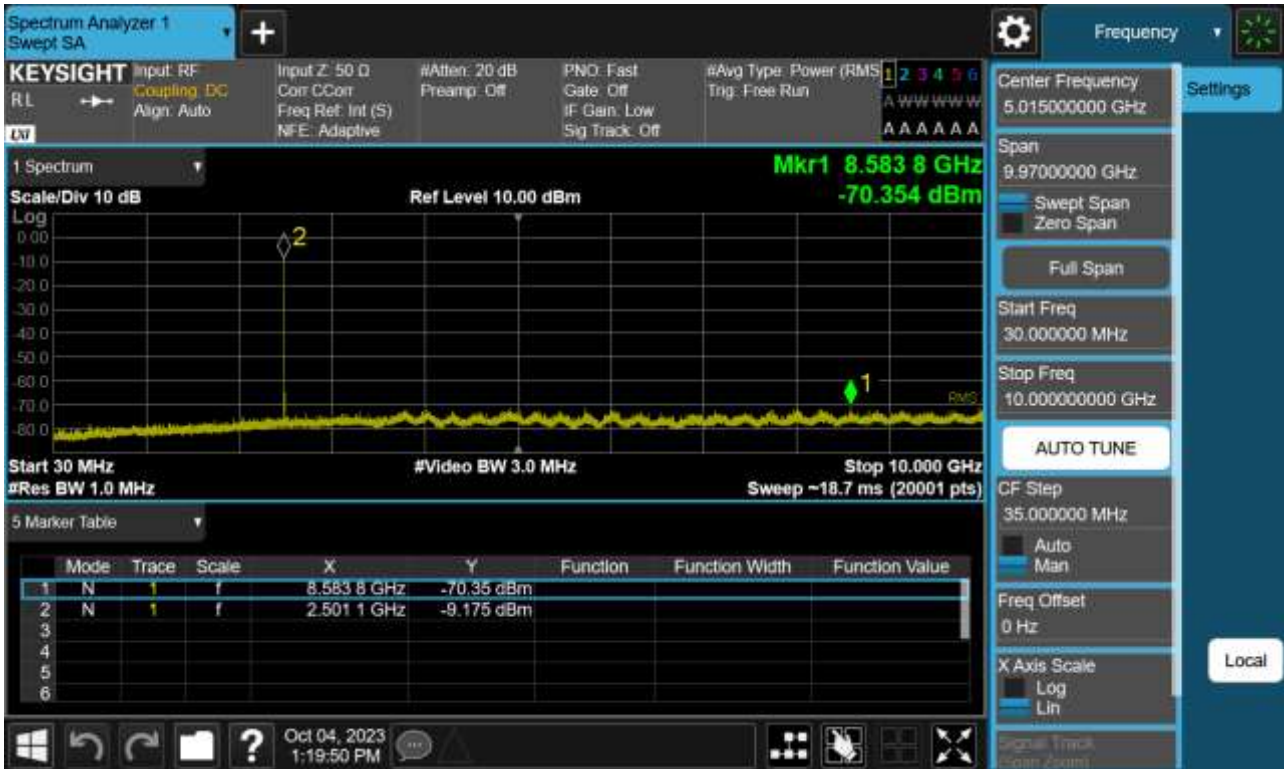 Spectrum Analyzer 1
Swept SA
+
Frequency
KEYSIGHT
RL
LXI
Input: RF
Coupling: DC
Align: Auto
Input Z: 50 Ω
Corr CCorr
Freq Ref: Int (S)
NFE: Adaptive
#Atten: 20 dB
Preamp: Off
PNO: Fast
Gate: Off
IF Gain: Low
Sig Track: Off
#Avg Type: Power (RMS
Trig: Free Run
1 2 3 4 5 6
A W W W W W
A A A A A A
1 Spectrum
Mkr1 8.583 8 GHz
Scale/Div 10 dB
Ref Level 10.00 dBm
-70.354 dBm
Log
0.00
-10.0
-20.0
-30.0
-40.0
-50.0
-60.0
-70.0
-80.0
2
1
RMS
Start 30 MHz
#Video BW 3.0 MHz
Stop 10.000 GHz
#Res BW 1.0 MHz
Sweep ~18.7 ms (20001 pts)
5 Marker Table
Mode Trace Scale X Y Function Function Width Function Value
1 N 1 f 8.583 8 GHz -70.35 dBm
2 N 1 f 2.501 1 GHz -9.175 dBm
3
4
5
6
Oct 04, 2023
1:19:50 PM
?
Center Frequency
5.015000000 GHz
Settings
Span
9.97000000 GHz
Swept Span
Zero Span
Full Span
Start Freq
30.000000 MHz
Stop Freq
10.000000000 GHz
AUTO TUNE
CF Step
35.000000 MHz
Auto
Man
Freq Offset
0 Hz
X Axis Scale
Log
Lin
Local
Signal Track
(Span Zoom)